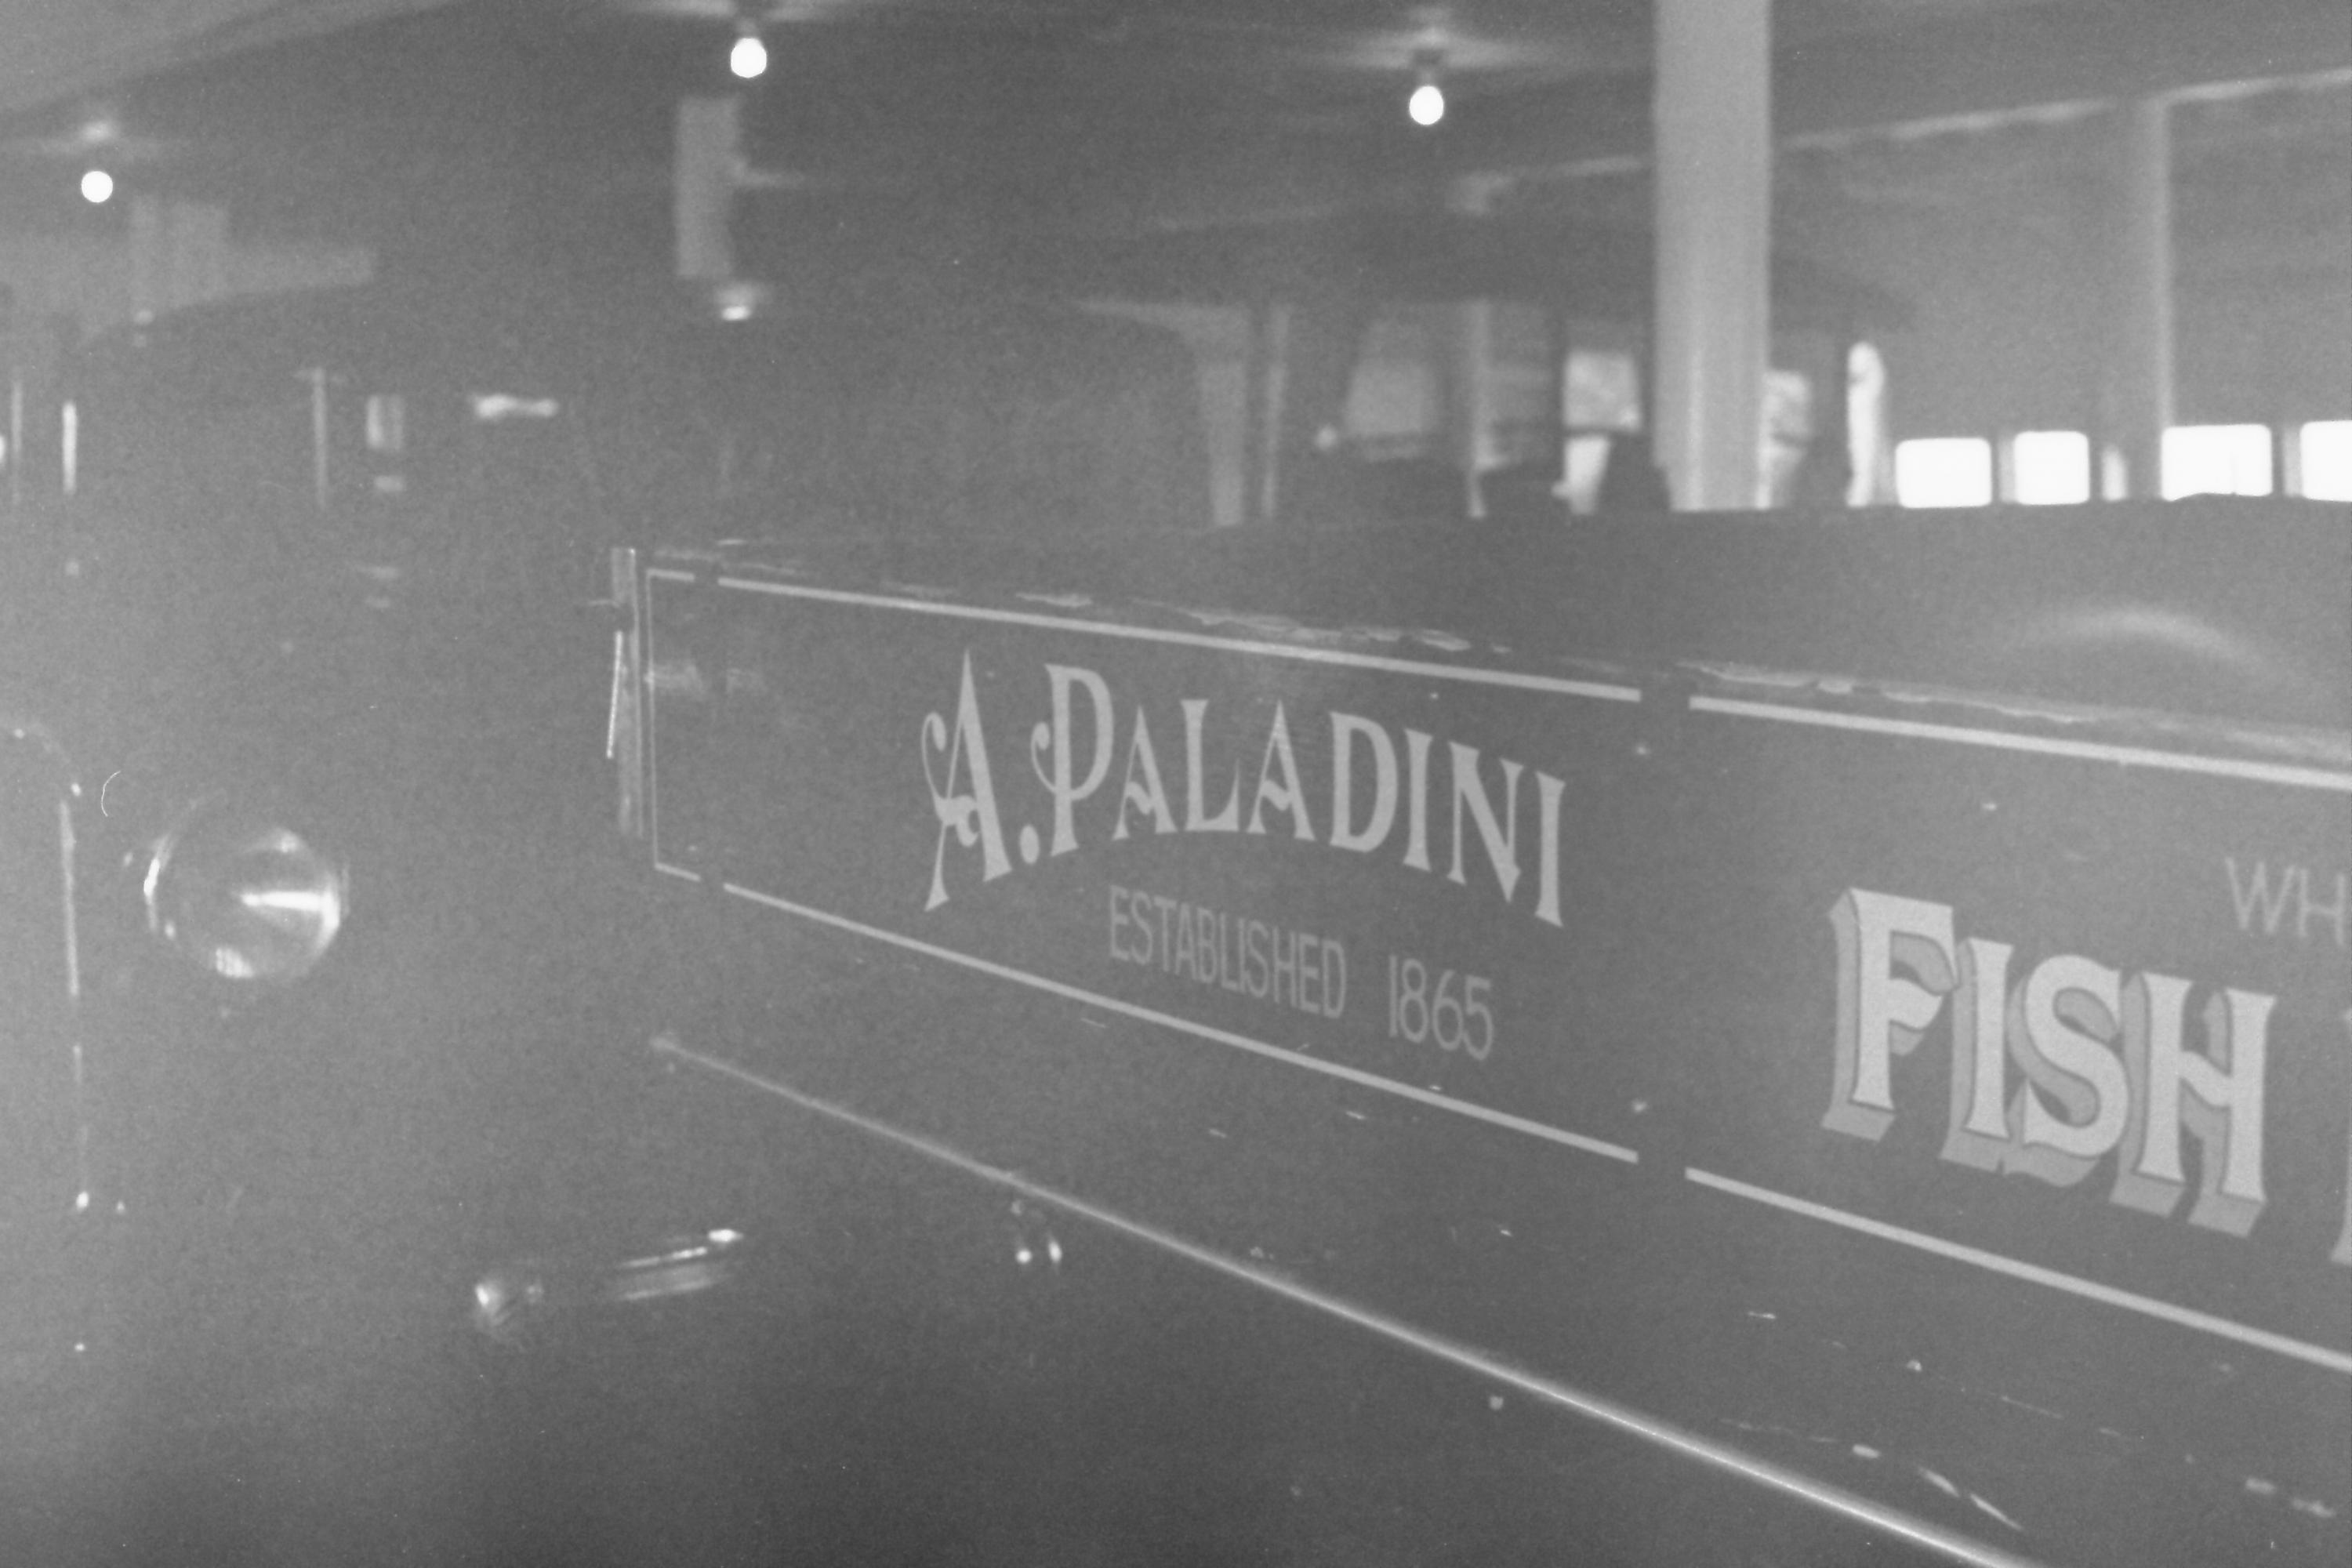 A. PALADINI
ESTABLISHED 1865
FISH